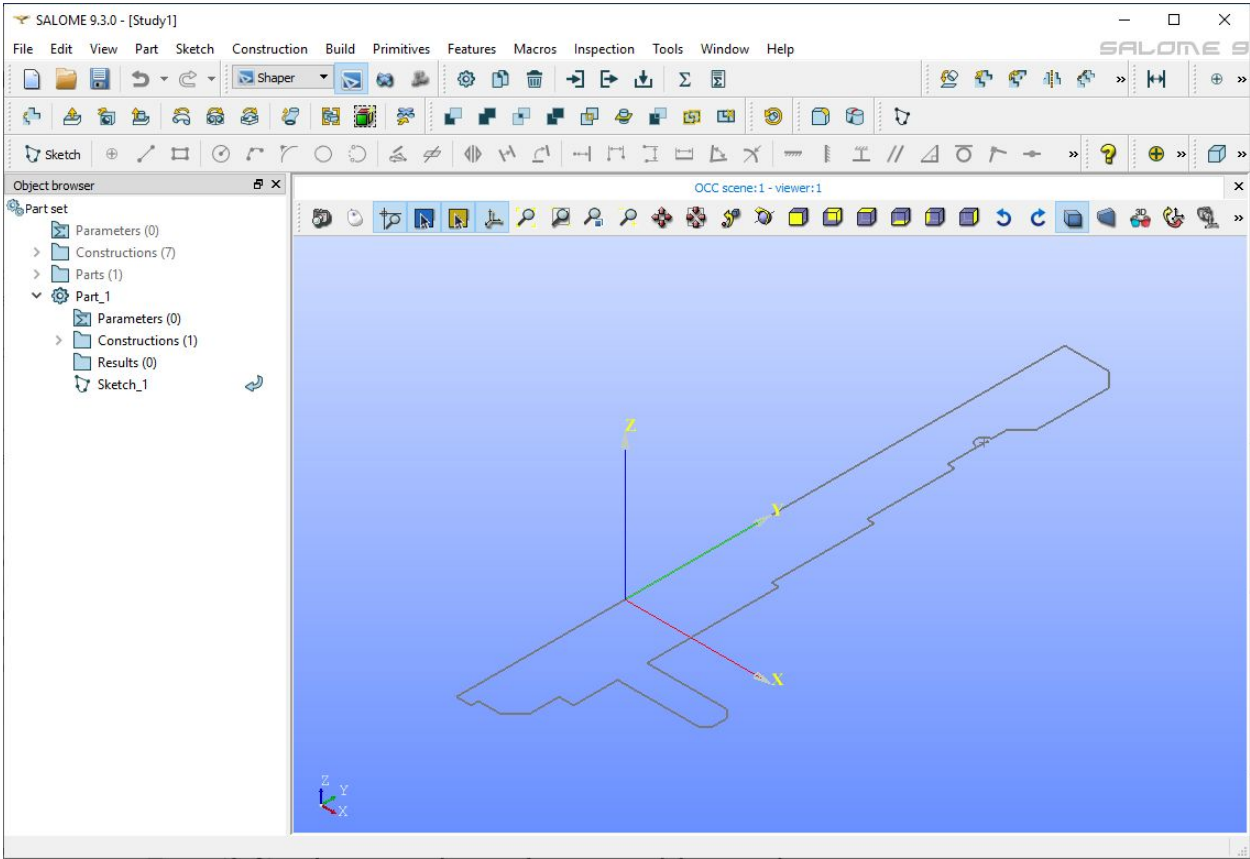 SALOME 9.3.0 - [Study1]
File Edit View Part Sketch Construction Build Primitives Features Macros Inspection Tools Window Help
SALOME 9
Shaper
Sketch
Object browser
OCC scene:1 - viewer:1
Part set
Parameters (0)
Constructions (7)
Parts (1)
Part_1
Parameters (0)
Constructions (1)
Results (0)
Sketch_1
Z
Y
X
Z
Y
X